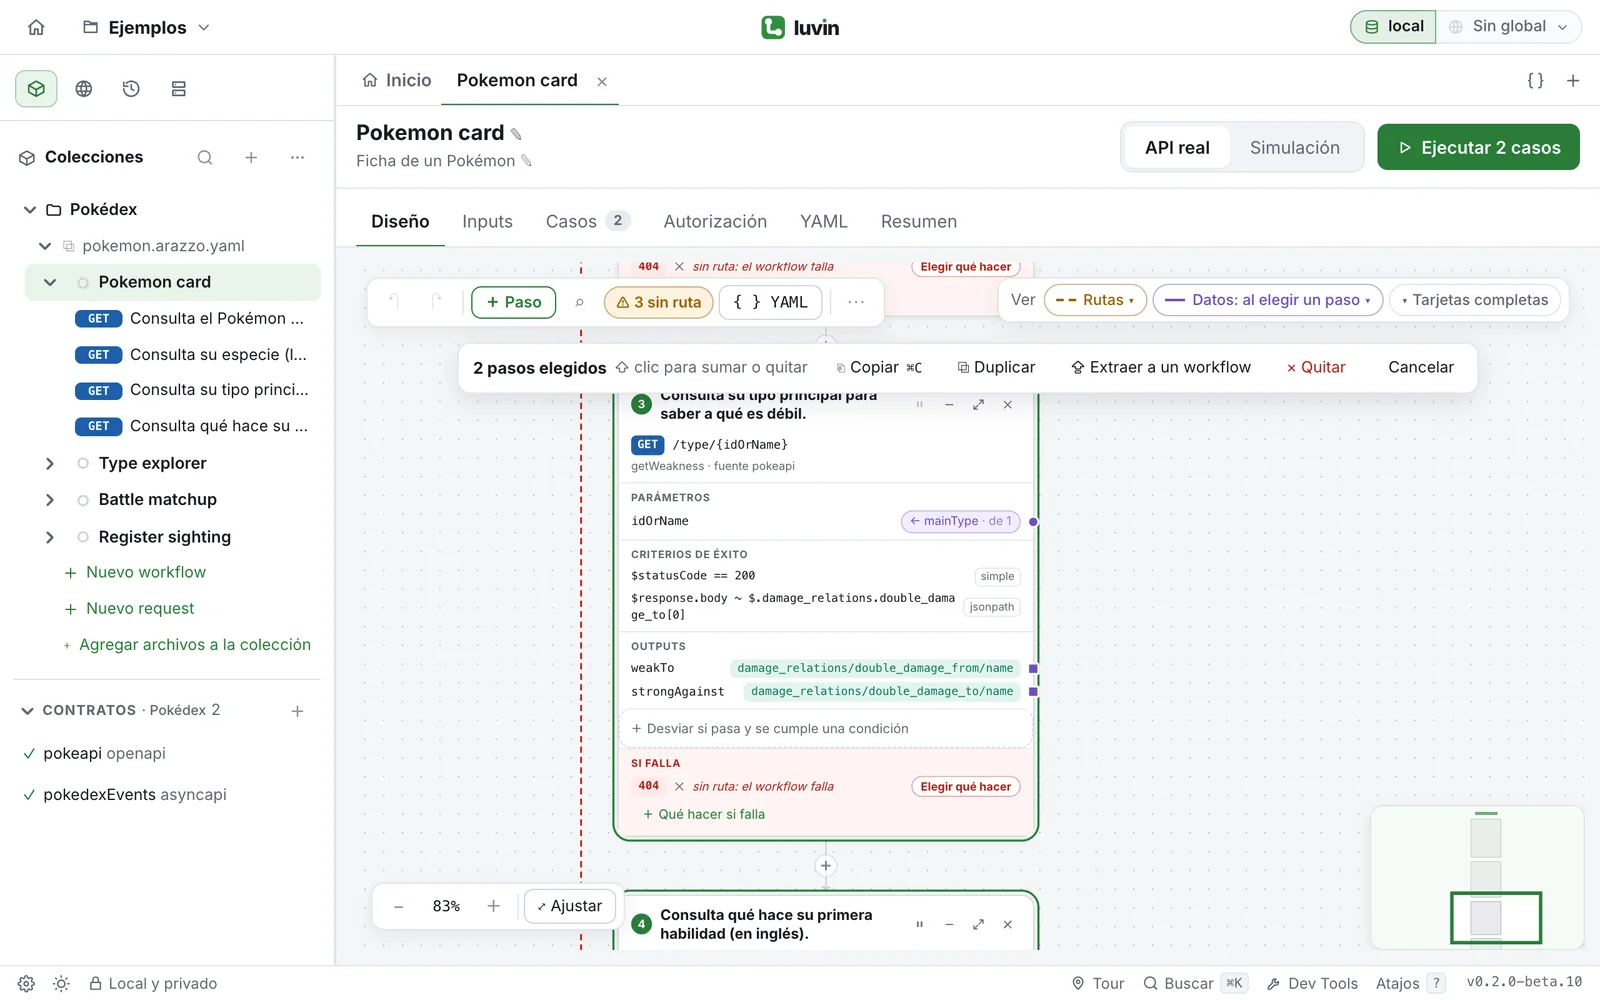 Ejemplos
luvin
local
Sin global
Inicio
Pokemon card
Pokemon card
Ficha de un Pokémon
API real
Simulación
Ejecutar 2 casos
Diseño
Inputs
Casos 2
Autorización
YAML
Resumen
Colecciones
Pokédex
pokemon.arazzo.yaml
Pokemon card
GET Consulta el Pokémon ...
GET Consulta su especie (l...
GET Consulta su tipo princi...
GET Consulta qué hace su ...
Type explorer
Battle matchup
Register sighting
+ Nuevo workflow
+ Nuevo request
+ Agregar archivos a la colección
CONTRATOS · Pokédex 2
pokeapi openapi
pokedexEvents asyncapi
404 × sin ruta: el workflow falla
Elegir qué hacer
+ Paso
3 sin ruta
{ } YAML
Ver
Rutas
Datos: al elegir un paso
Tarjetas completas
2 pasos elegidos
clic para sumar o quitar
Copiar ⌘C
Duplicar
Extraer a un workflow
× Quitar
Cancelar
3 Consulta su tipo principal para
saber a qué es débil.
GET /type/{idOrName}
getWeakness · fuente pokeapi
PARÁMETROS
idOrName
← mainType · de 1
CRITERIOS DE ÉXITO
$statusCode == 200
simple
$response.body ~ $.damage_relations.double_dama
ge_to[0]
jsonpath
OUTPUTS
weakTo
damage_relations/double_damage_from/name
strongAgainst
damage_relations/double_damage_to/name
+ Desviar si pasa y se cumple una condición
SI FALLA
404 × sin ruta: el workflow falla
Elegir qué hacer
+ Qué hacer si falla
+
− 83% +
Ajustar
4 Consulta qué hace su primera
habilidad (en inglés).
Local y privado
Tour
Buscar ⌘K
Dev Tools
Atajos ?
v0.2.0-beta.10